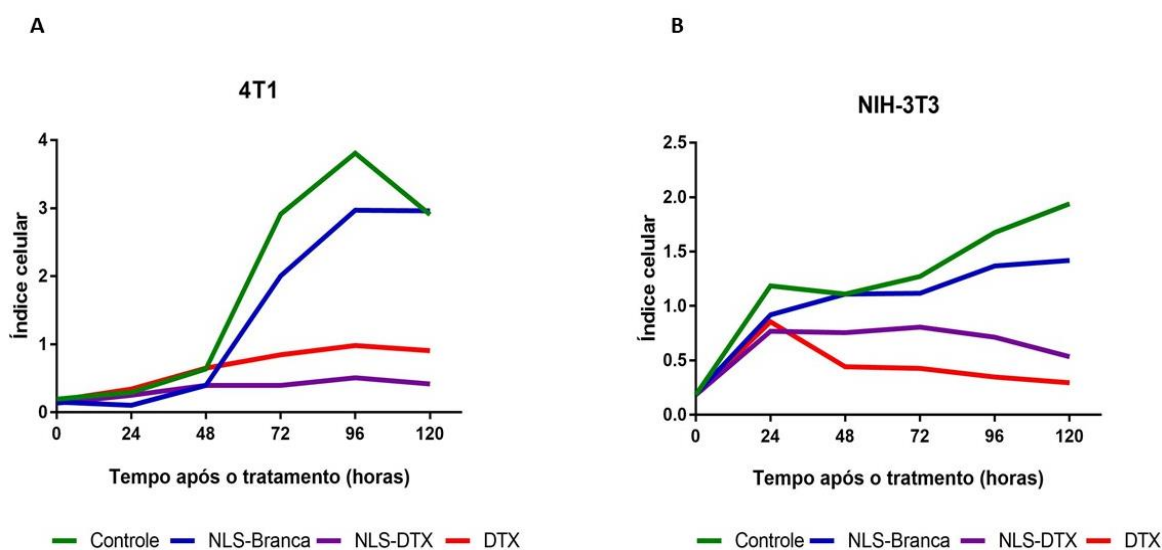 A
4T1
Índice celular
4
3
2
1
0
0 24 48 72 96 120
Tempo após o tratamento (horas)
Controle NLS-Branca NLS-DTX DTX
B
NIH-3T3
Índice celular
2.5
2.0
1.5
1.0
0.5
0.0
0 24 48 72 96 120
Tempo após o tratmento (horas)
Controle NLS-Branca NLS-DTX DTX